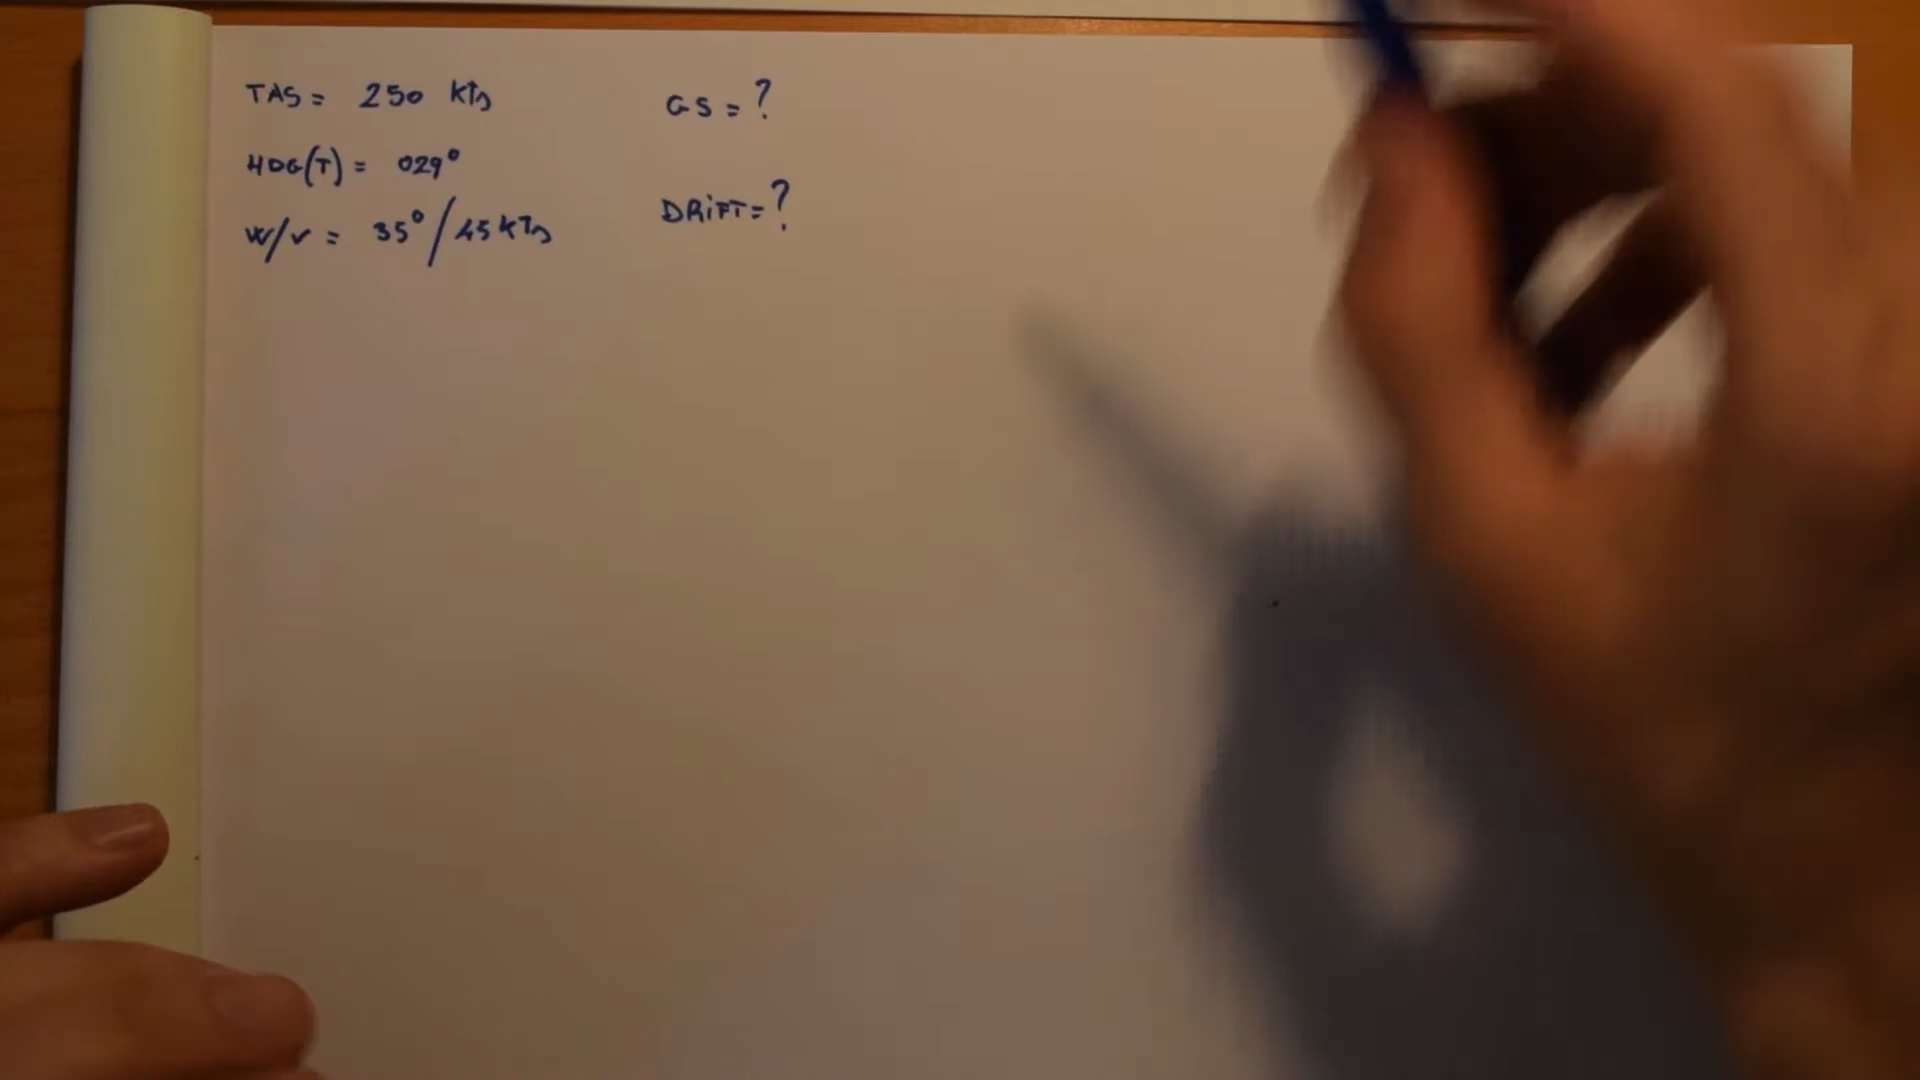 TAS = 250 kTs
HDG(T) = 029°
W/V = 35°/45 kTs
GS = ?
DRiFT = ?